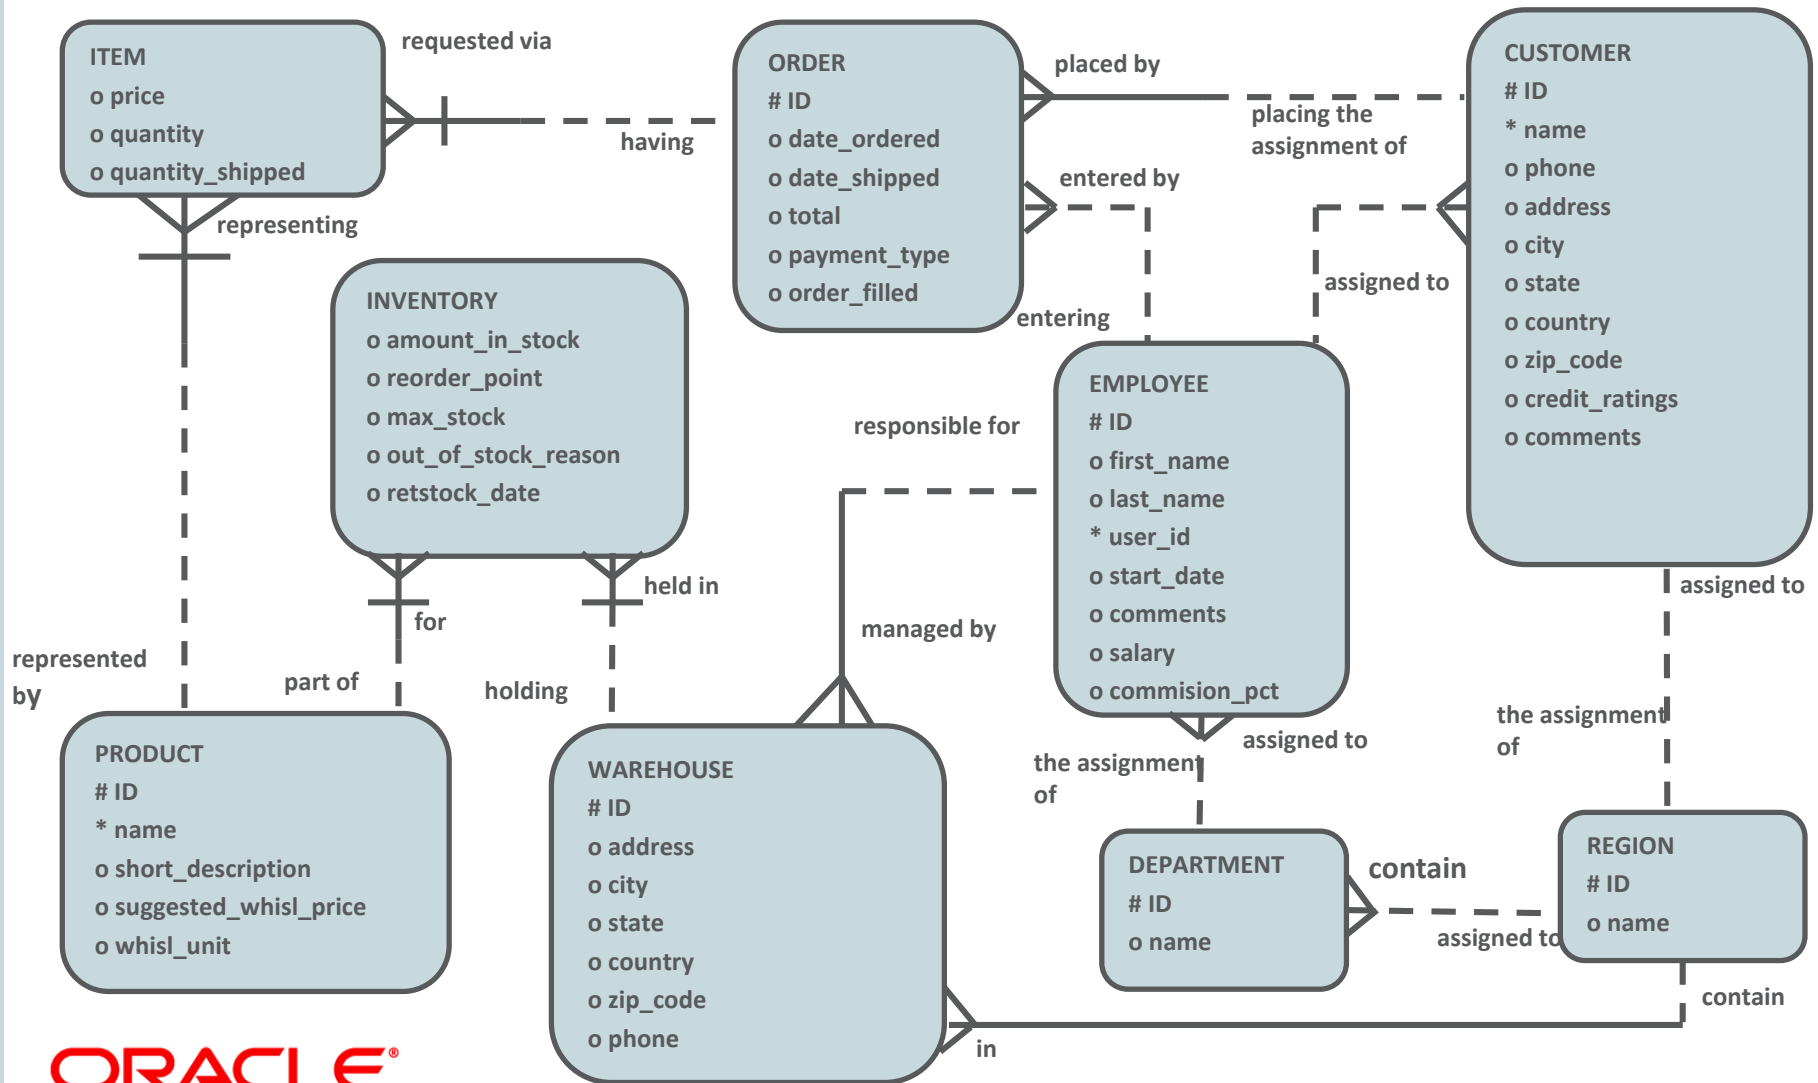 ITEM
o price
o quantity
o quantity_shipped
requested via
having
ORDER
# ID
o date_ordered
o date_shipped
o total
o payment_type
o order_filled
placed by
placing the
assignment of
entered by
entering
CUSTOMER
# ID
* name
o phone
o address
o city
o state
o country
o zip_code
o credit_ratings
o comments
assigned to
representing
INVENTORY
o amount_in_stock
o reorder_point
o max_stock
o out_of_stock_reason
o retstock_date
EMPLOYEE
# ID
o first_name
o last_name
* user_id
o start_date
o comments
o salary
o commision_pct
responsible for
managed by
held in
for
represented
by
part of
holding
assigned to
the assignment
of
assigned to
the assignment
of
PRODUCT
# ID
* name
o short_description
o suggested_whisl_price
o whisl_unit
WAREHOUSE
# ID
o address
o city
o state
o country
o zip_code
o phone
DEPARTMENT
# ID
o name
contain
assigned to
REGION
# ID
o name
contain
in
ORACLE®